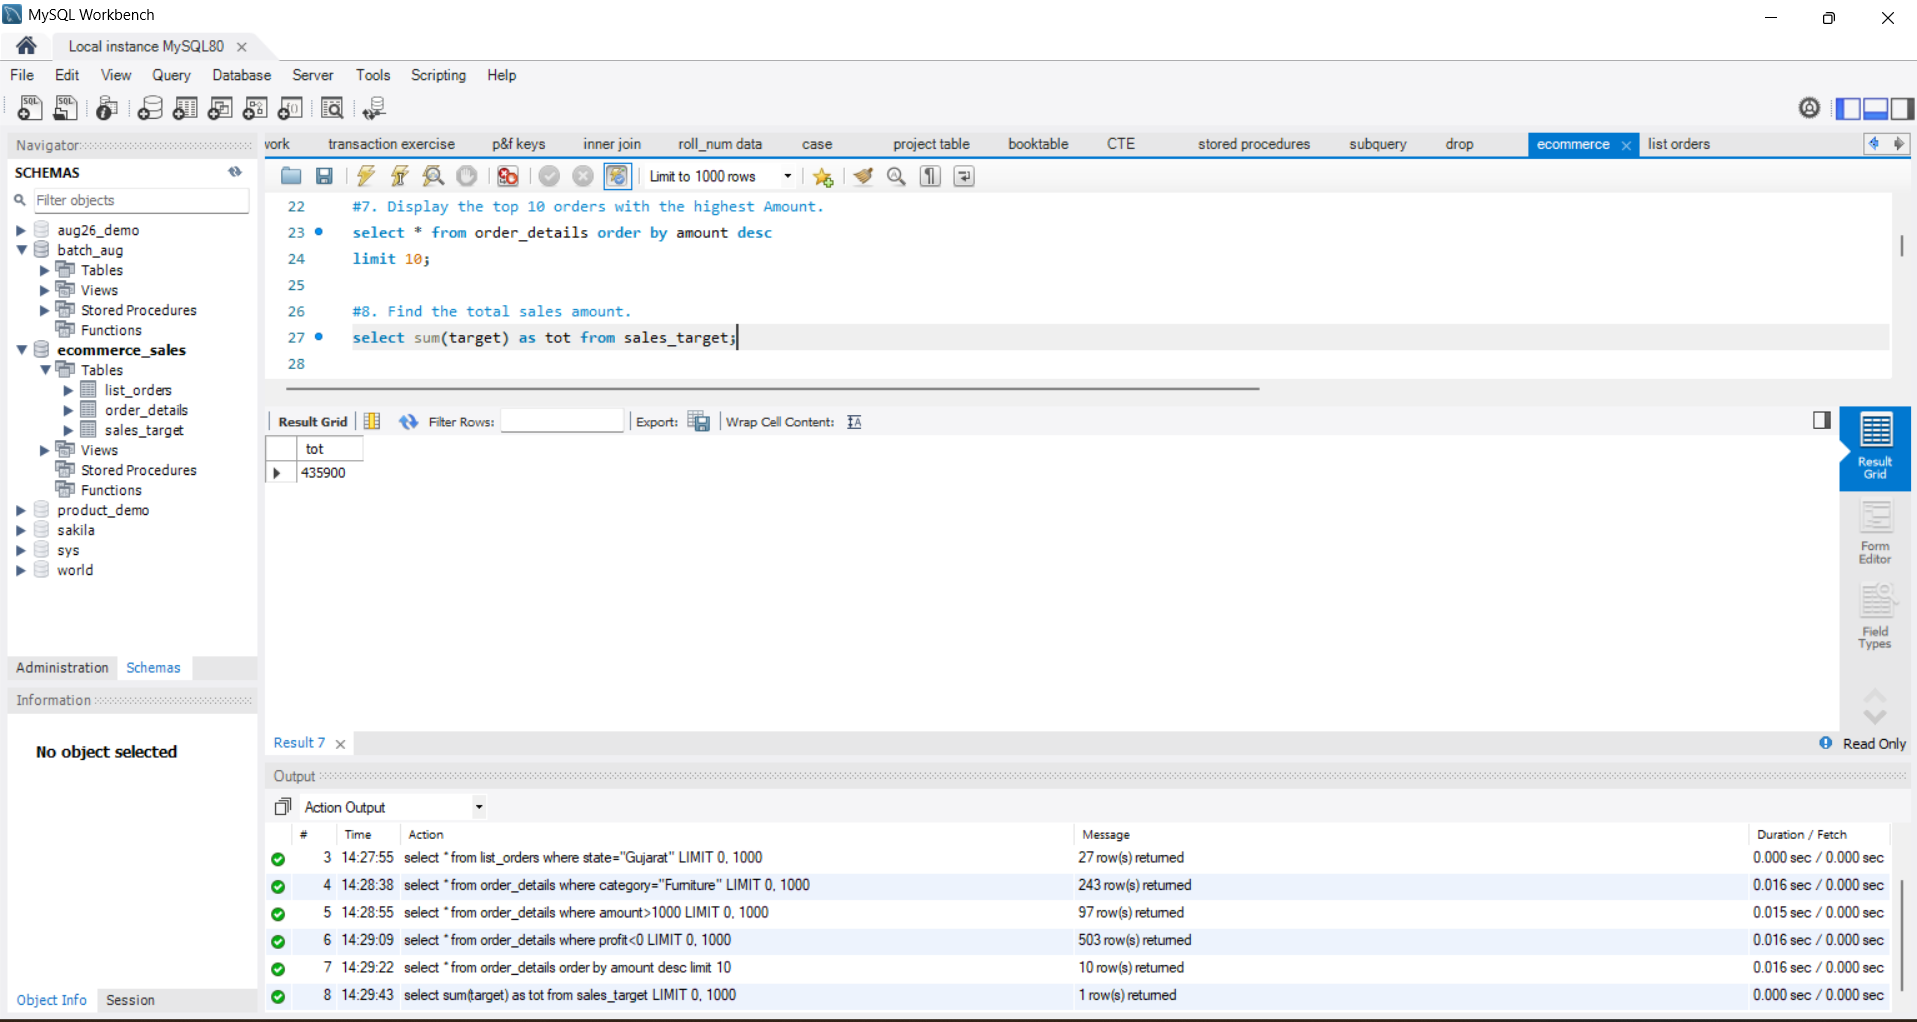 MySQL Workbench
Local instance MySQL80
File Edit View Query Database Server Tools Scripting Help
Navigator
SCHEMAS
Filter objects
aug26_demo
batch_aug
Tables
Views
Stored Procedures
Functions
ecommerce_sales
Tables
list_orders
order_details
sales_target
Views
Stored Procedures
Functions
product_demo
sakila
sys
world
Administration Schemas
Information
No object selected
Object Info Session
work transaction exercise p&f keys inner join roll_num data case project table booktable CTE stored procedures subquery drop ecommerce list orders
Limit to 1000 rows
22 #7. Display the top 10 orders with the highest Amount.
23 select * from order_details order by amount desc
24 limit 10;
25
26 #8. Find the total sales amount.
27 select sum(target) as tot from sales_target;
28
Result Grid Filter Rows: Export: Wrap Cell Content:
tot
435900
Result Grid
Form Editor
Field Types
Result 7 Read Only
Output
Action Output
# Time Action Message Duration / Fetch
3 14:27:55 select * from list_orders where state="Gujarat" LIMIT 0, 1000 27 row(s) returned 0.000 sec / 0.000 sec
4 14:28:38 select * from order_details where category="Furniture" LIMIT 0, 1000 243 row(s) returned 0.016 sec / 0.000 sec
5 14:28:55 select * from order_details where amount>1000 LIMIT 0, 1000 97 row(s) returned 0.015 sec / 0.000 sec
6 14:29:09 select * from order_details where profit<0 LIMIT 0, 1000 503 row(s) returned 0.016 sec / 0.000 sec
7 14:29:22 select * from order_details order by amount desc limit 10 10 row(s) returned 0.016 sec / 0.000 sec
8 14:29:43 select sum(target) as tot from sales_target LIMIT 0, 1000 1 row(s) returned 0.000 sec / 0.000 sec